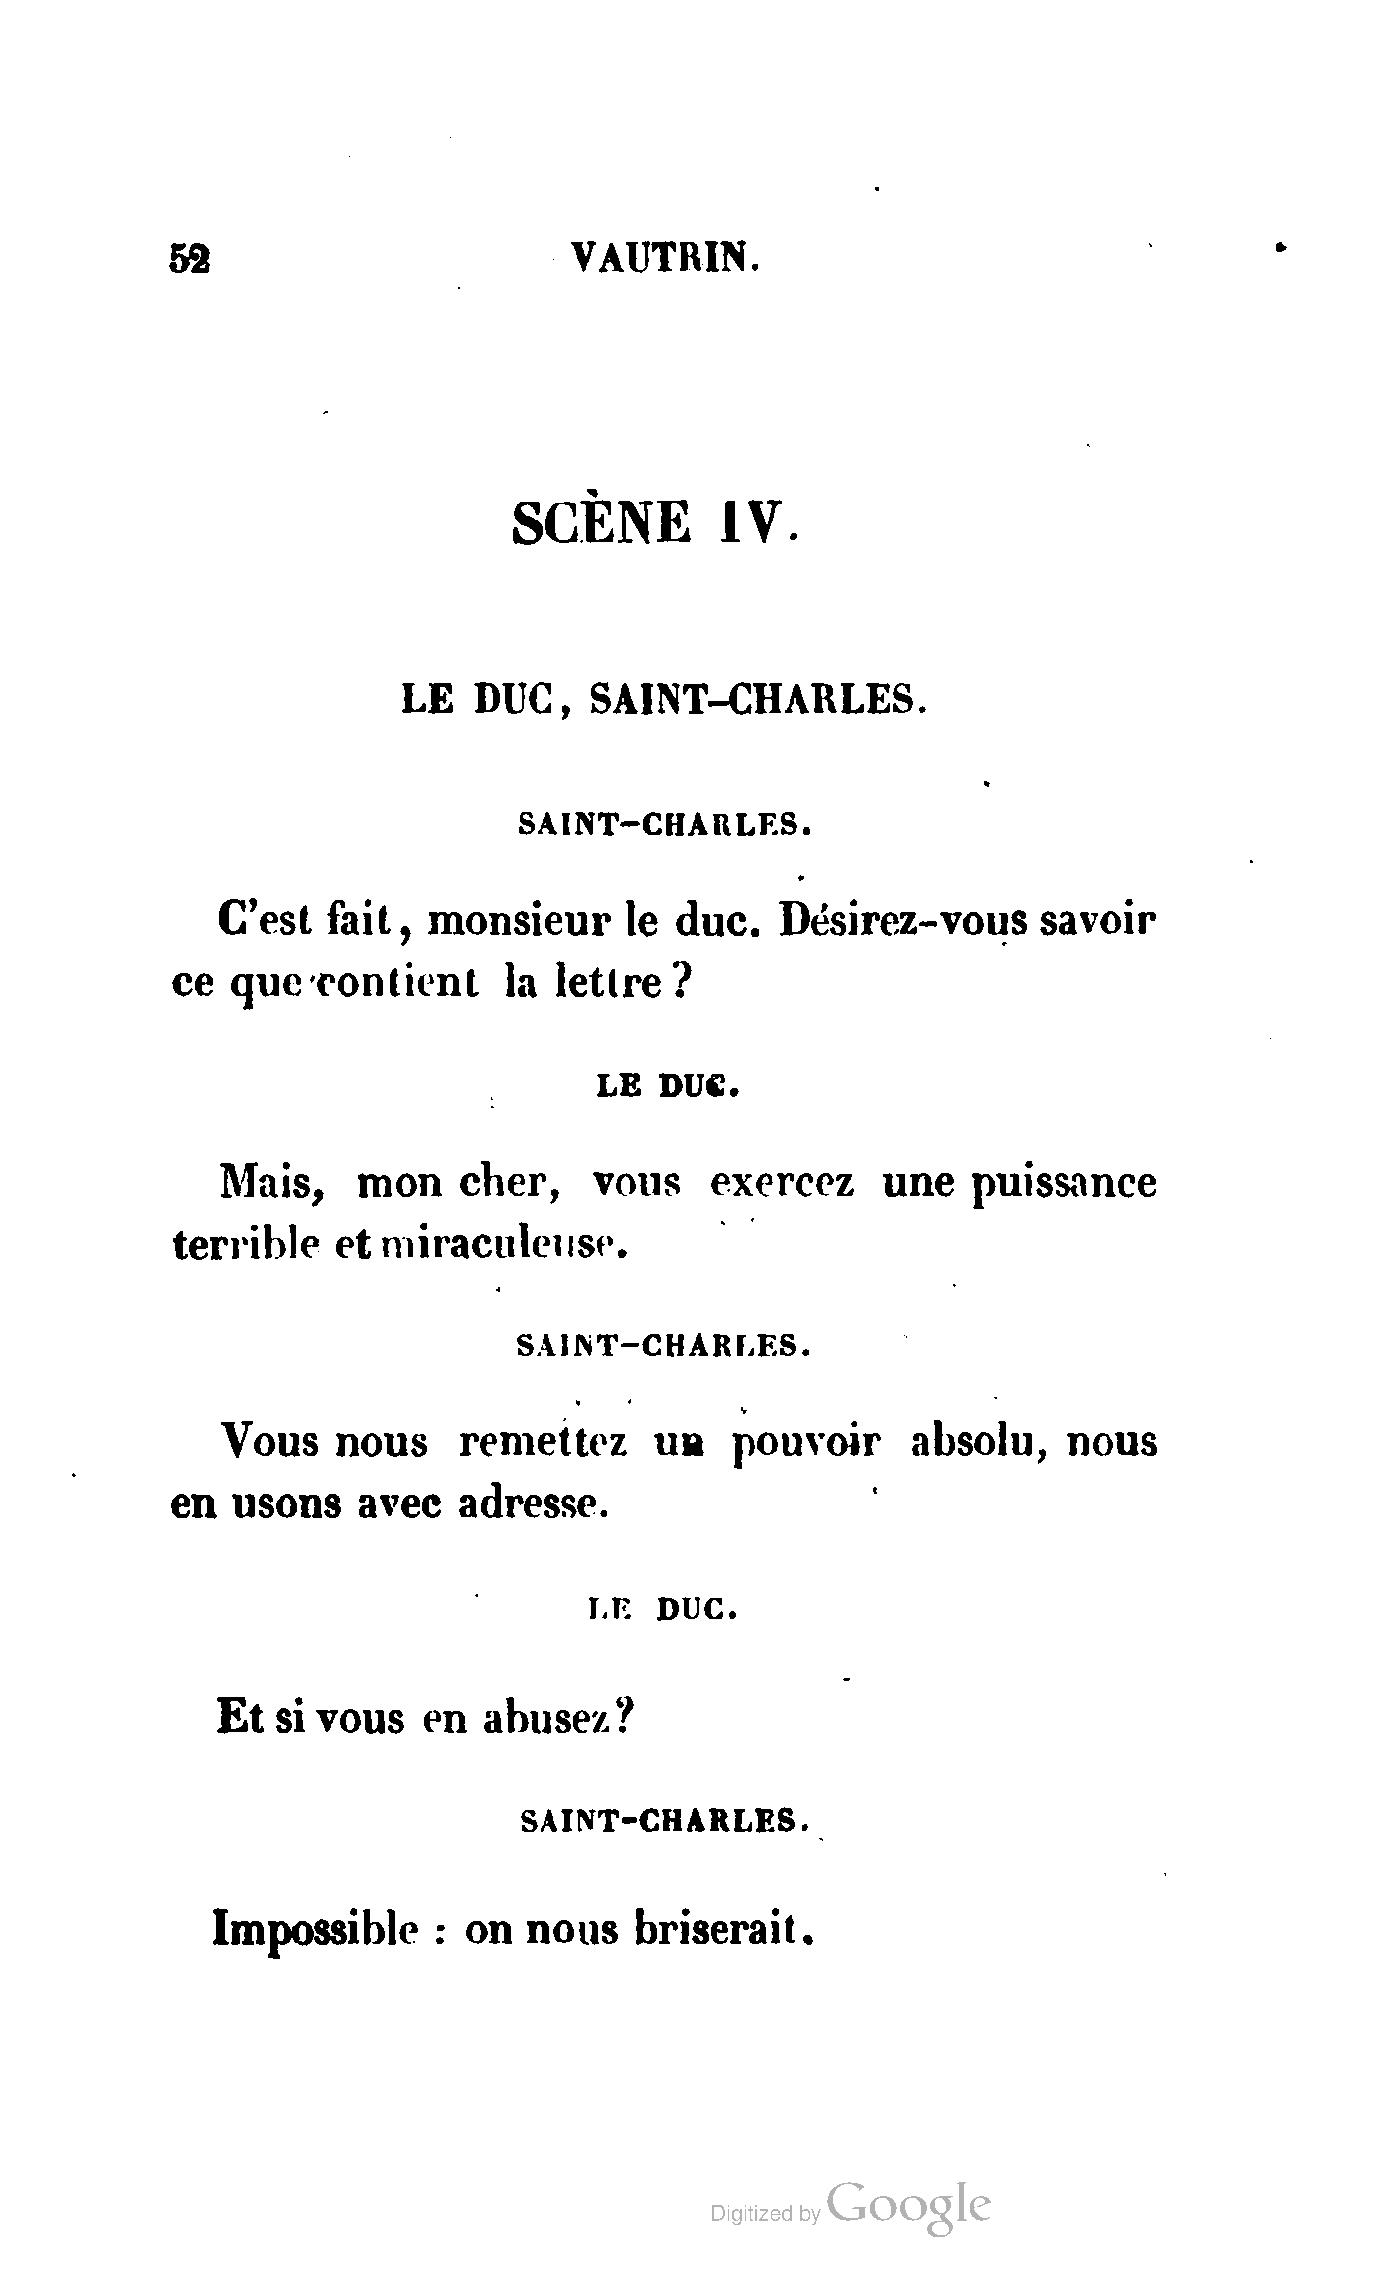 52 VAUTRIN.
SCÈNE IV.
LE DUC, SAINT-CHARLES.
SAINT-CHARLES.
C'est fait, monsieur le duc. Désirez-vous savoir
ce que contient la lettre?
LE DUC.
Mais, mon cher, vous exercez une puissance
terrible et miraculeuse.
SAINT-CHARLES.
Vous nous remettez un pouvoir absolu, nous
en usons avec adresse.
LE DUC.
Et si vous en abusez?
SAINT-CHARLES.
Impossible : on nous briserait.
Digitized by Google